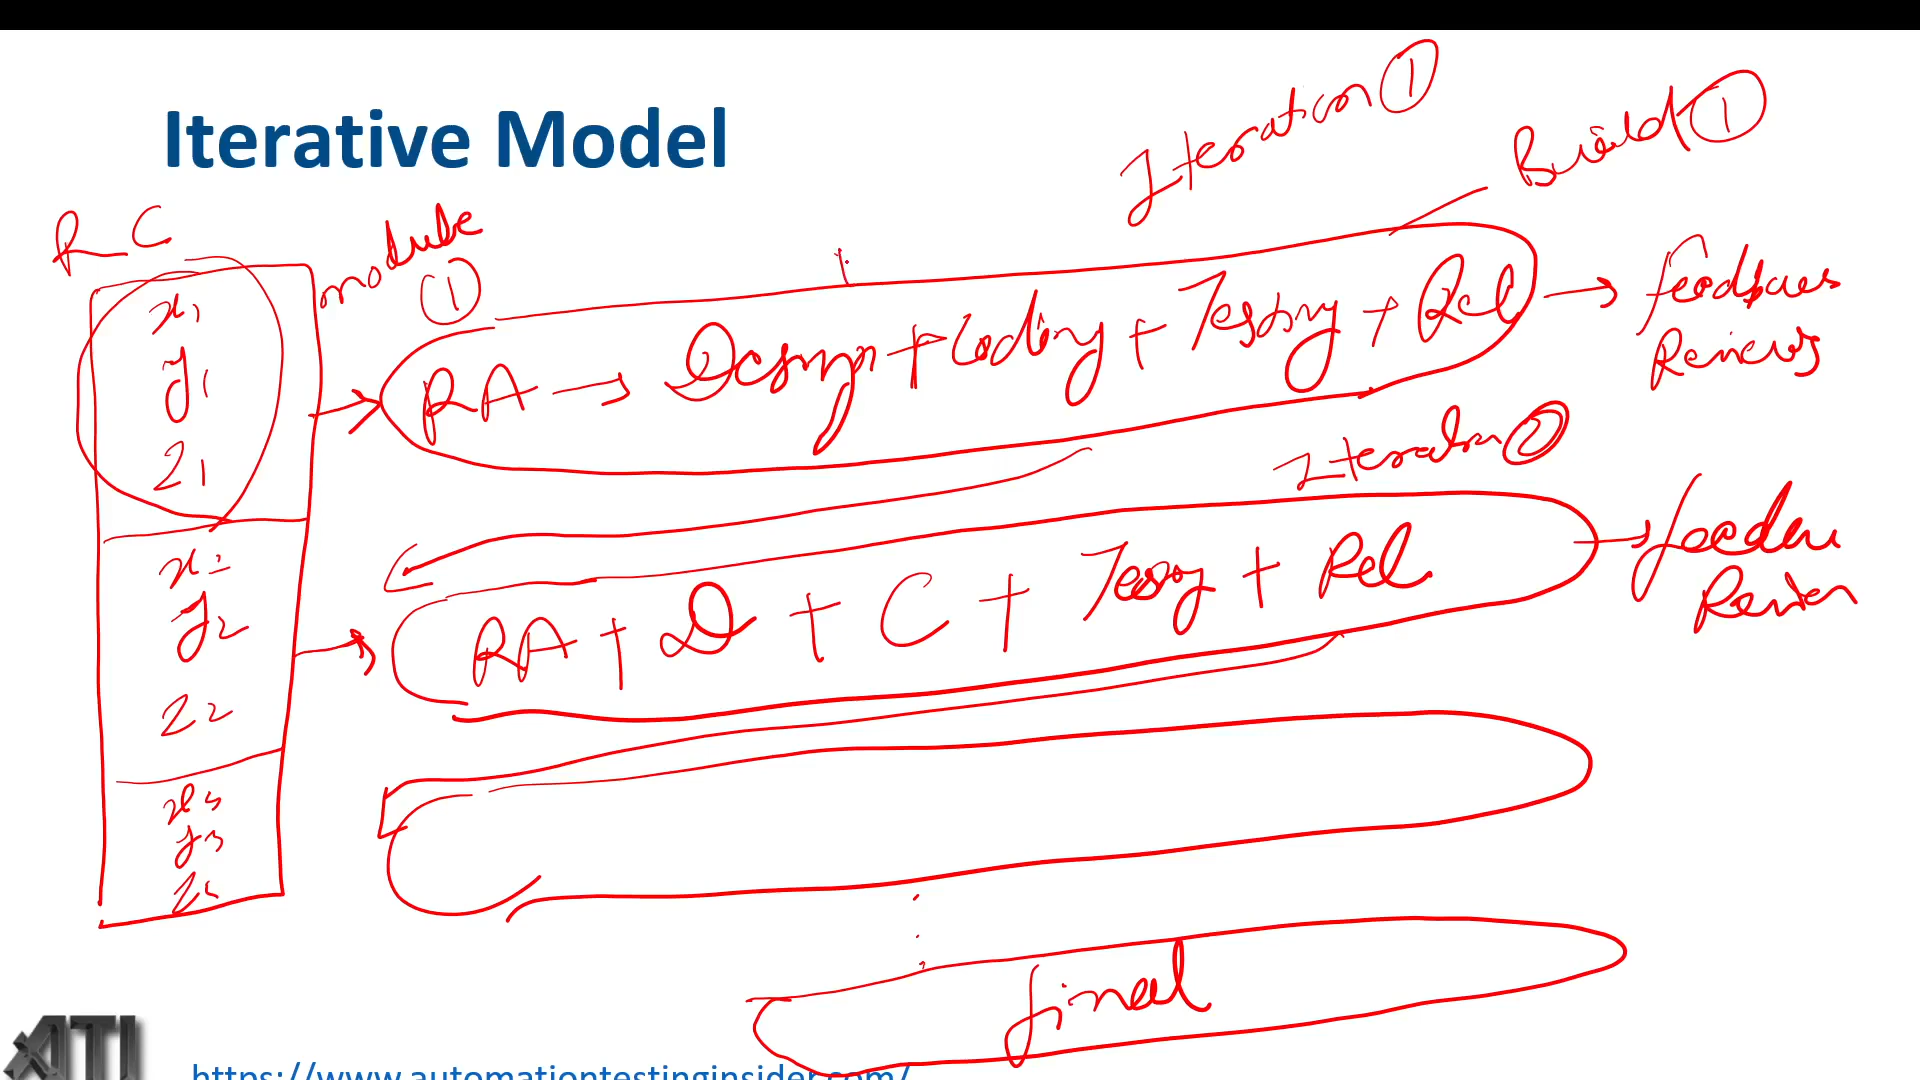 Iterative Model
Iteration 1
Build 1
R C
module
1
x1
y1
z1
RA → Design + Coding + Testing + Rel
→ feedback
Reviews
Iteration 2
x2
y2
z2
RA + D + C + Testing + Rel
→
Review
x3
y3
z3
final
ATI
https://www.automationtestinginsider.com/